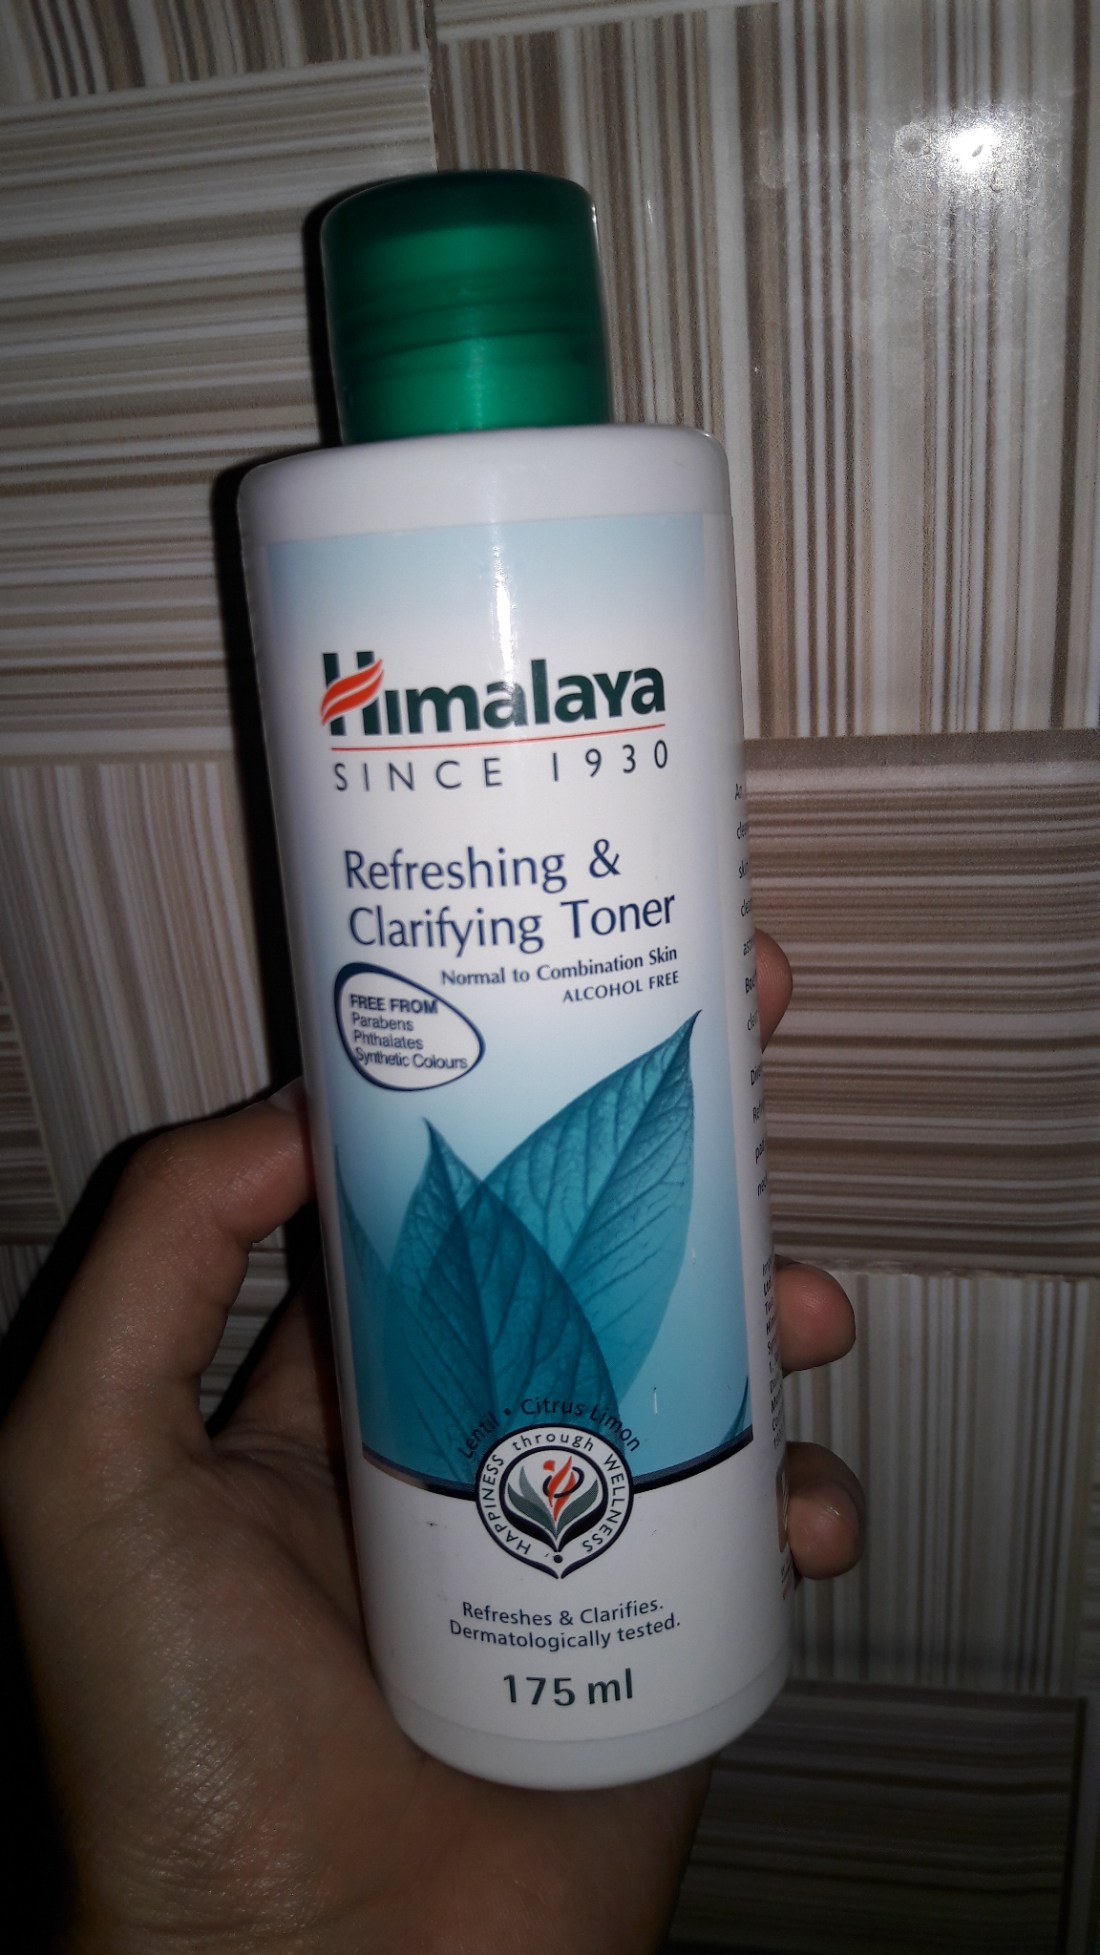 Himalaya
SINCE 1930
Refreshing &
Clarifying Toner
Normal to Combination Skin
ALCOHOL FREE
FREE FROM
Parabens
Phthalates
Synthetic Colours
Lentil • Citrus Limon
HAPPINESS through WELLNESS
Refreshes & Clarifies.
Dermatologically tested.
175 ml